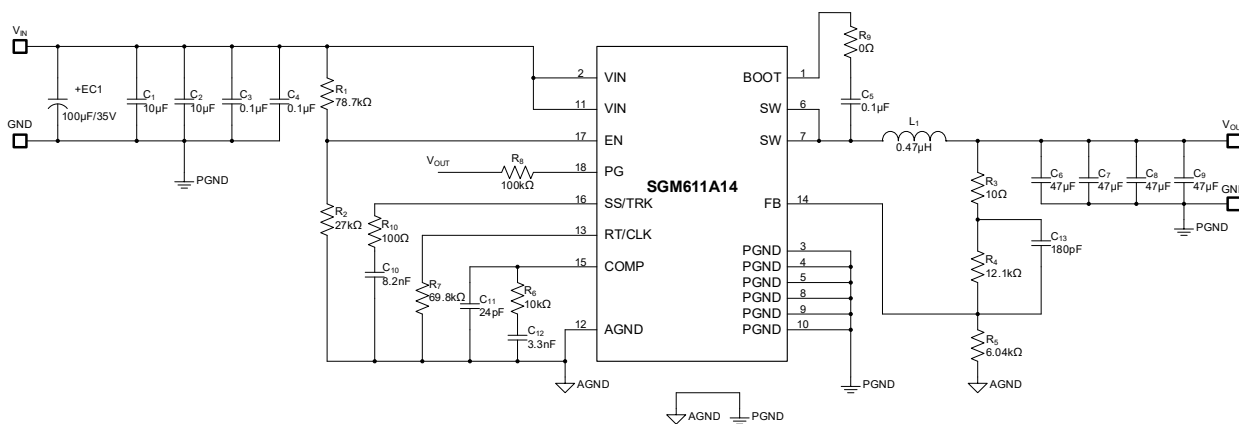 VIN
GND
+EC1
100μF/35V
C1
10μF
C2
10μF
C3
0.1μF
C4
0.1μF
PGND
R1
78.7kΩ
R2
27kΩ
VOUT
R8
100kΩ
R10
100Ω
C10
8.2nF
R7
69.8kΩ
C11
24pF
R6
10kΩ
C12
3.3nF
AGND
2
11
17
18
16
13
15
12
VIN
VIN
EN
PG
SS/TRK
RT/CLK
COMP
AGND
SGM611A14
BOOT
SW
SW
FB
PGND
PGND
PGND
PGND
PGND
PGND
1
6
7
14
3
4
5
8
9
10
R9
0Ω
C5
0.1μF
L1
0.47μH
R3
10Ω
R4
12.1kΩ
C13
180pF
R5
6.04kΩ
AGND
C6
47μF
C7
47μF
C8
47μF
C9
47μF
PGND
PGND
AGND
PGND